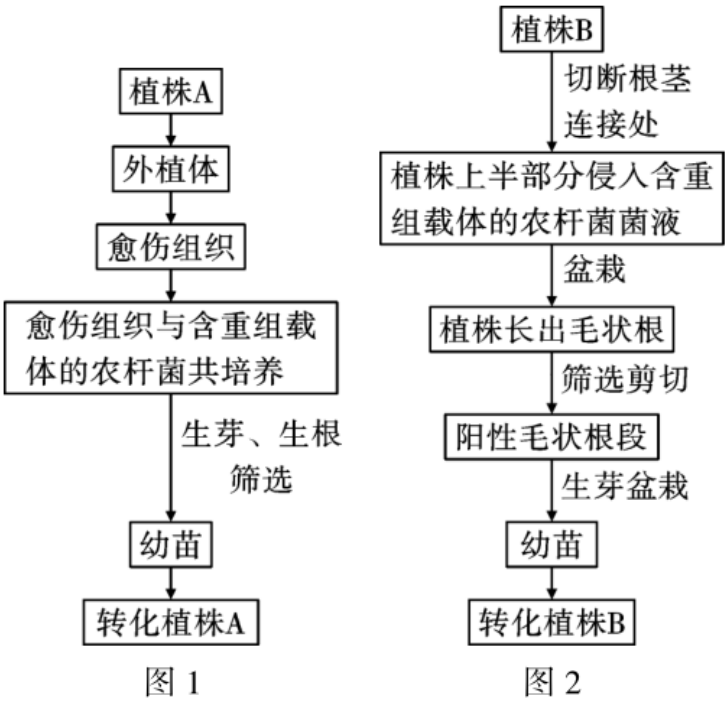 植株A
外植体
愈伤组织
愈伤组织与含重组载
体的农杆菌共培养
生芽、生根
筛选
幼苗
转化植株A
图1
植株B
切断根茎
连接处
植株上半部分侵入含重
组载体的农杆菌菌液
盆栽
植株长出毛状根
筛选剪切
阳性毛状根段
生芽盆栽
幼苗
转化植株B
图2